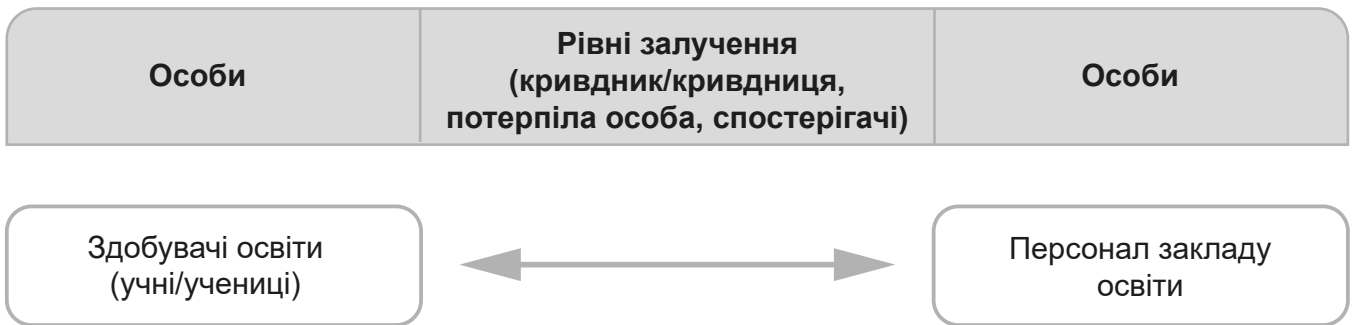 Особи
Рівні залучення
(кривдник/кривдниця,
потерпіла особа, спостерігачі)
Особи
Здобувачі освіти
(учні/учениці)
Персонал закладу
освіти